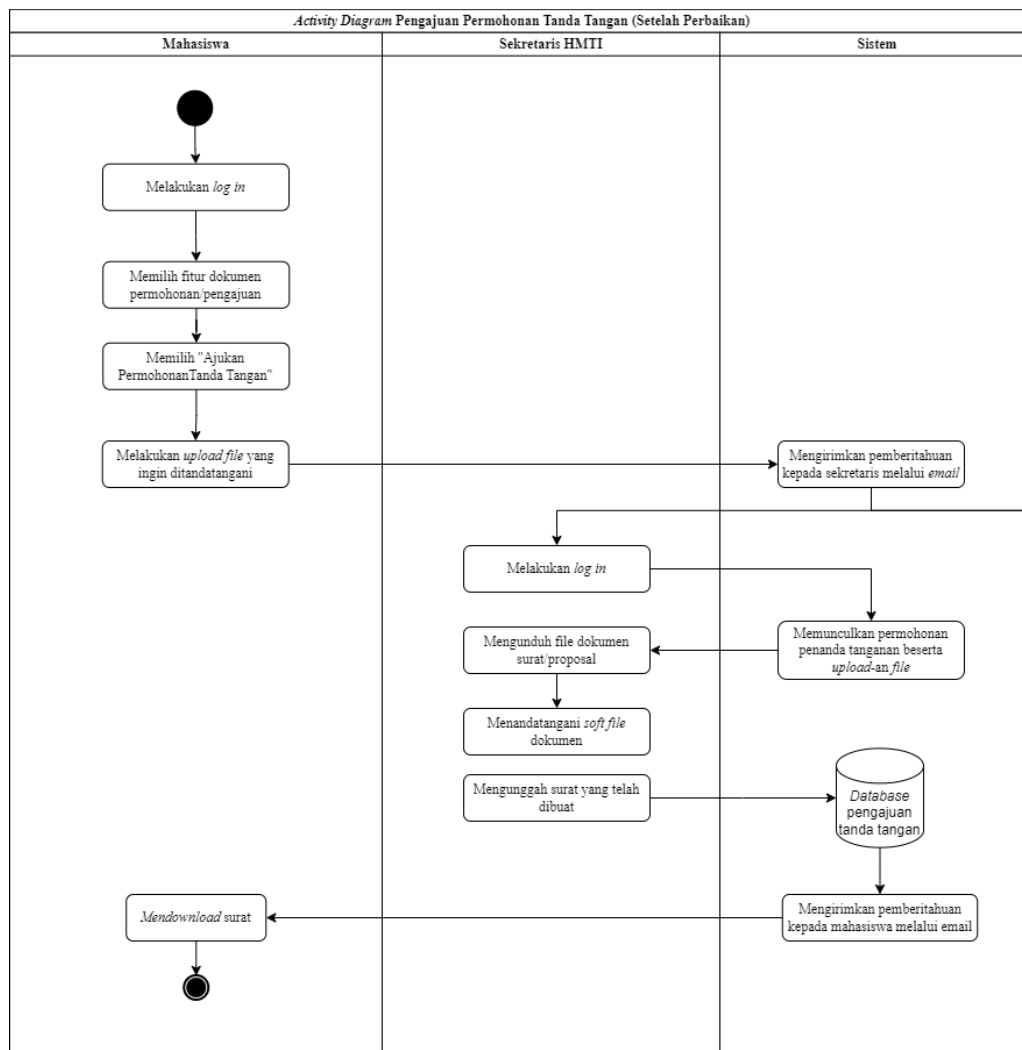 Activity Diagram Pengajuan Permohonan Tanda Tangan (Setelah Perbaikan)
Mahasiswa
Sekretaris HMTI
Sistem
Melakukan log in
Memilih fitur dokumen
permohonan/pengajuan
Memilih "Ajukan
PermohonanTanda Tangan"
Melakukan upload file yang
ingin ditandatangani
Mengirimkan pemberitahuan
kepada sekretaris melalui email
Melakukan log in
Memunculkan permohonan
penanda tanganan beserta
upload-an file
Mengunduh file dokumen
surat/proposal
Menandatangani soft file
dokumen
Mengunggah surat yang telah
dibuat
Database
pengajuan
tanda tangan
Mengirimkan pemberitahuan
kepada mahasiswa melalui email
Mendownload surat